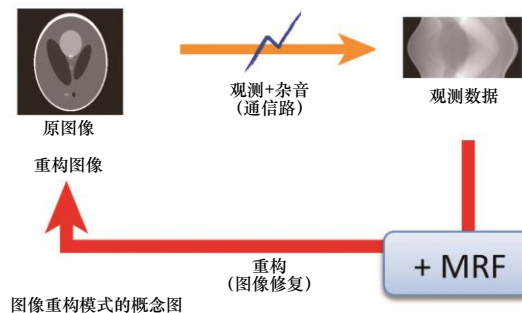 观测+杂音
(通信路)
观测数据
原图像
重构图像
重构
(图像修复)
+ MRF
图像重构模式的概念图